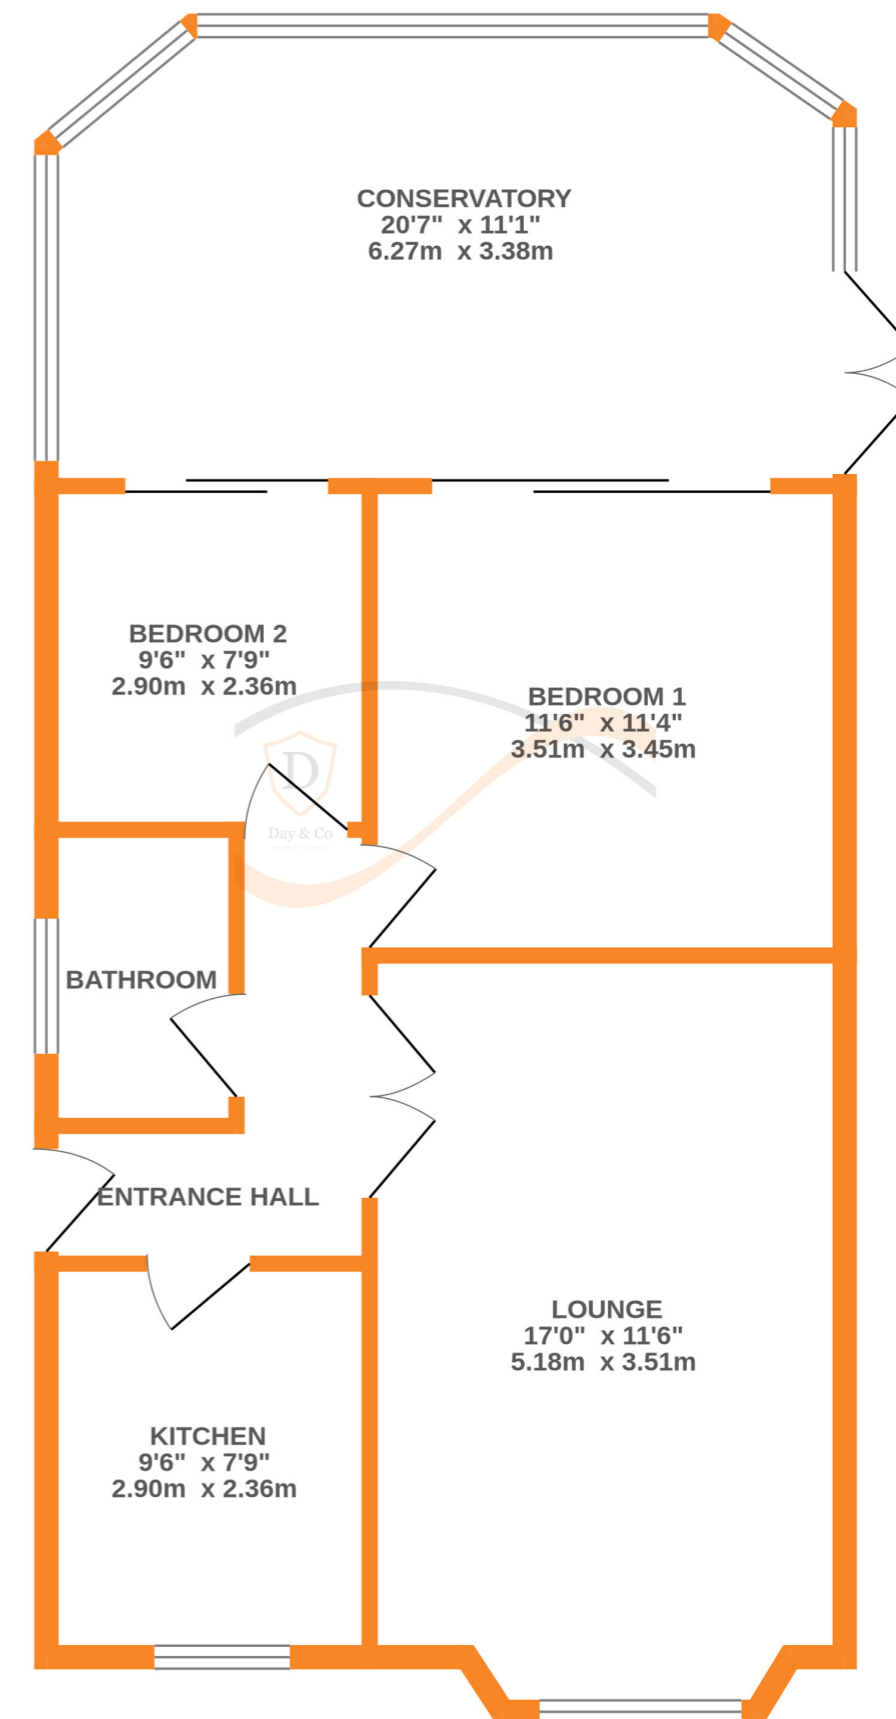 CONSERVATORY
20'7" x 11'1"
6.27m x 3.38m
BEDROOM 2
9'6" x 7'9"
2.90m x 2.36m
BEDROOM 1
11'6" x 11'4"
3.51m x 3.45m
D
Day & Co
BATHROOM
ENTRANCE HALL
LOUNGE
17'0" x 11'6"
5.18m x 3.51m
KITCHEN
9'6" x 7'9"
2.90m x 2.36m